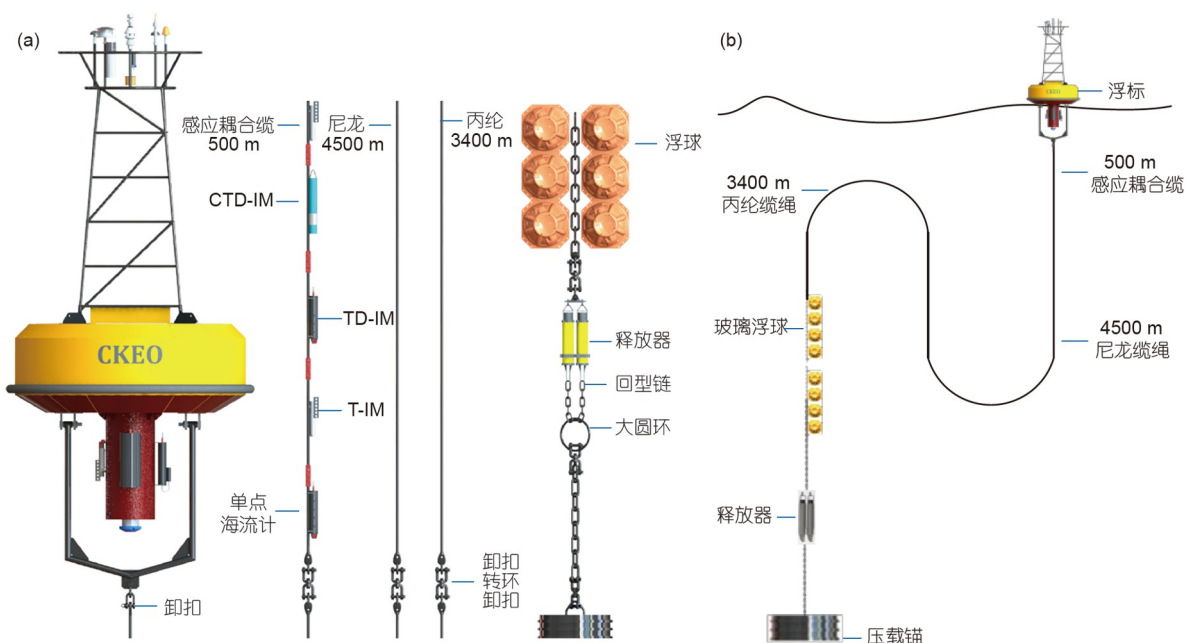 (a)
感应耦合缆
500 m
尼龙
4500 m
丙纶
3400 m
浮球
CTD-IM
TD-IM
释放器
回型链
T-IM
大圆环
CKEO
单点
海流计
卸扣
转环
卸扣
卸扣
(b)
CKEO
浮标
500 m
感应耦合缆
3400 m
丙纶缆绳
玻璃浮球
4500 m
尼龙缆绳
释放器
压载锚